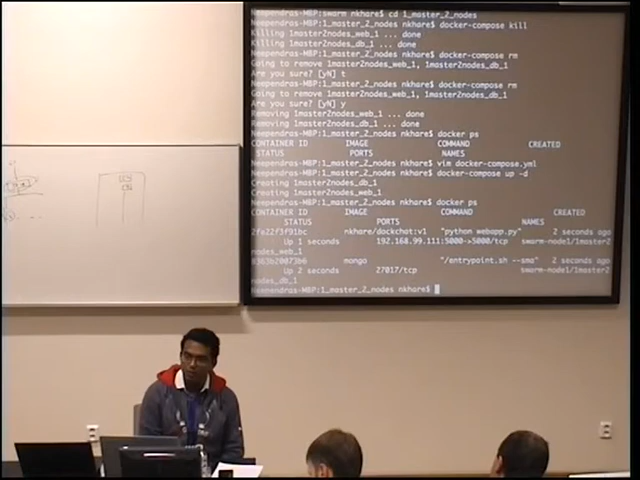 Neependras-MBP:swarm nkhare$ cd 1_master_2_nodes
Neependras-MBP:1_master_2_nodes nkhare$ docker-compose kill
Killing 1master2nodes_web_1 ... done
Killing 1master2nodes_db_1 ... done
Neependras-MBP:1_master_2_nodes nkhare$ docker-compose rm
Going to remove 1master2nodes_web_1, 1master2nodes_db_1
Are you sure? [yN] t
Neependras-MBP:1_master_2_nodes nkhare$ docker-compose rm
Going to remove 1master2nodes_web_1, 1master2nodes_db_1
Are you sure? [yN] y
Removing 1master2nodes_web_1 ... done
Removing 1master2nodes_db_1 ... done
Neependras-MBP:1_master_2_nodes nkhare$ docker ps
CONTAINER ID IMAGE COMMAND CREATED
STATUS PORTS NAMES
Neependras-MBP:1_master_2_nodes nkhare$ vim docker-compose.yml
Neependras-MBP:1_master_2_nodes nkhare$ docker-compose up -d
Creating 1master2nodes_db_1
Creating 1master2nodes_web_1
Neependras-MBP:1_master_2_nodes nkhare$ docker ps
CONTAINER ID IMAGE COMMAND CREATED
STATUS PORTS NAMES
2fe22f3f91bc nkhare/dockchat:v1 "python webapp.py" 2 seconds ago
Up 1 seconds 192.168.99.111:5000->5000/tcp swarm-node1/1master2
nodes_web_1
mongo "/entrypoint.sh --sma" 2 seconds ago
Up 2 seconds 27017/tcp swarm-node1/1master2
nodes_db_1
Neependras-MBP:1_master_2_nodes nkhare$